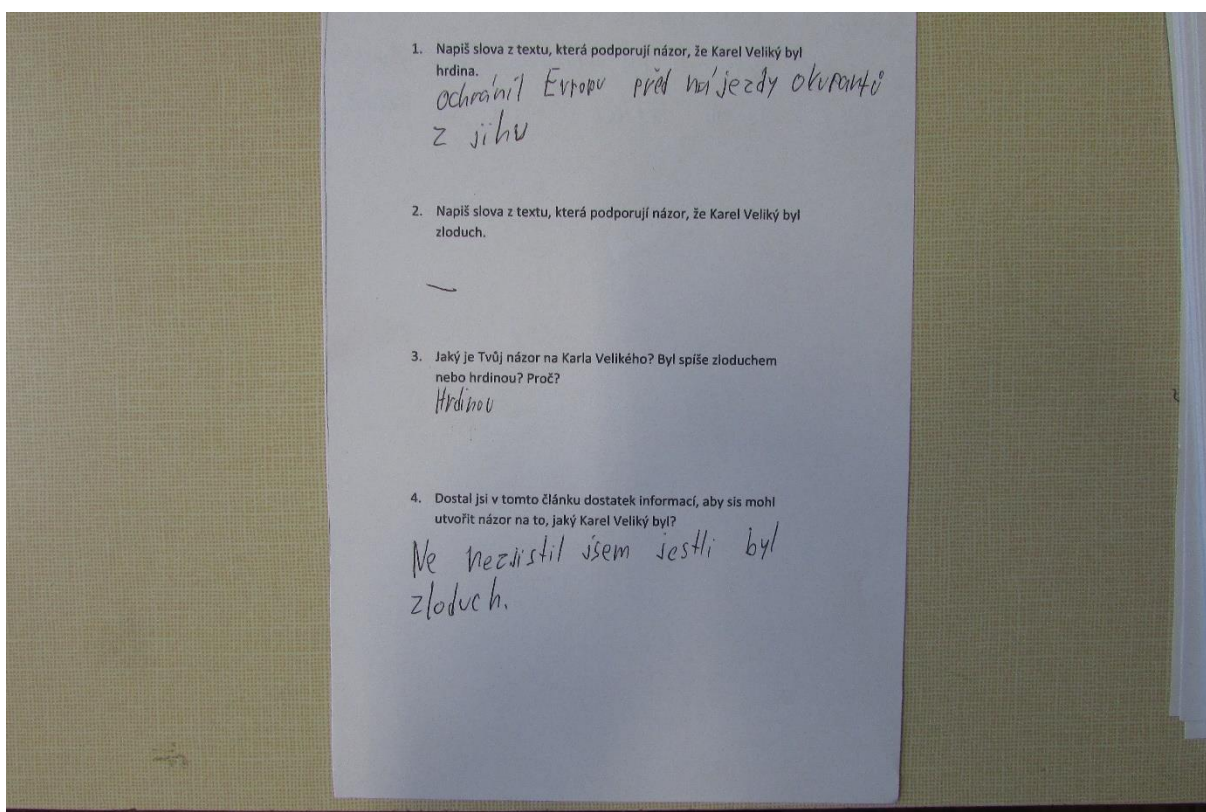 1. Napiš slova z textu, která podporují názor, že Karel Veliký byl
hrdina.
Ochránil Evropu před nájezdy okupantů
z jihu
2. Napiš slova z textu, která podporují názor, že Karel Veliký byl
zloduch.
—
3. Jaký je Tvůj názor na Karla Velikého? Byl spíše zloduchem
nebo hrdinou? Proč?
Hrdinou
4. Dostal jsi v tomto článku dostatek informací, aby sis mohl
utvořit názor na to, jaký Karel Veliký byl?
Ne nezjistil jsem jestli byl
zloduch.